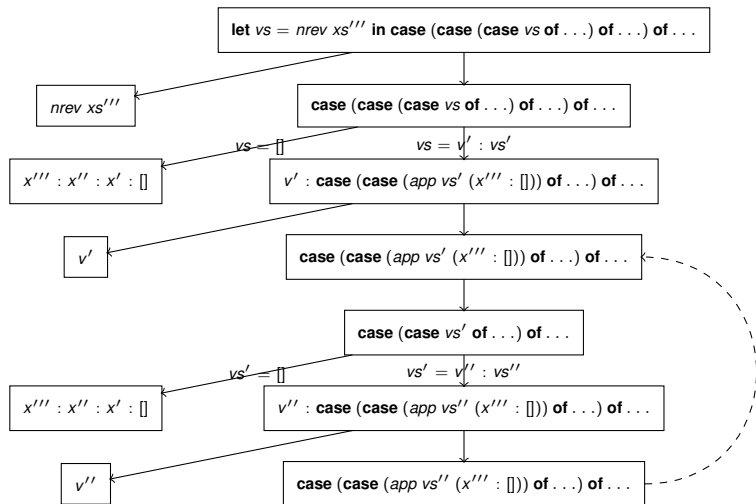 let vs = nrev xs''' in case (case (case vs of . . .) of . . .) of . . .
nrev xs'''
case (case (case vs of . . .) of . . .) of . . .
vs = []
vs = v' : vs'
x''' : x'' : x' : []
v' : case (case (app vs' (x''' : [])) of . . .) of . . .
v'
case (case (app vs' (x''' : [])) of . . .) of . . .
case (case vs' of . . .) of . . .
vs' = []
vs' = v'' : vs''
x''' : x'' : x' : []
v'' : case (case (app vs'' (x''' : [])) of . . .) of . . .
v''
case (case (app vs'' (x''' : [])) of . . .) of . . .